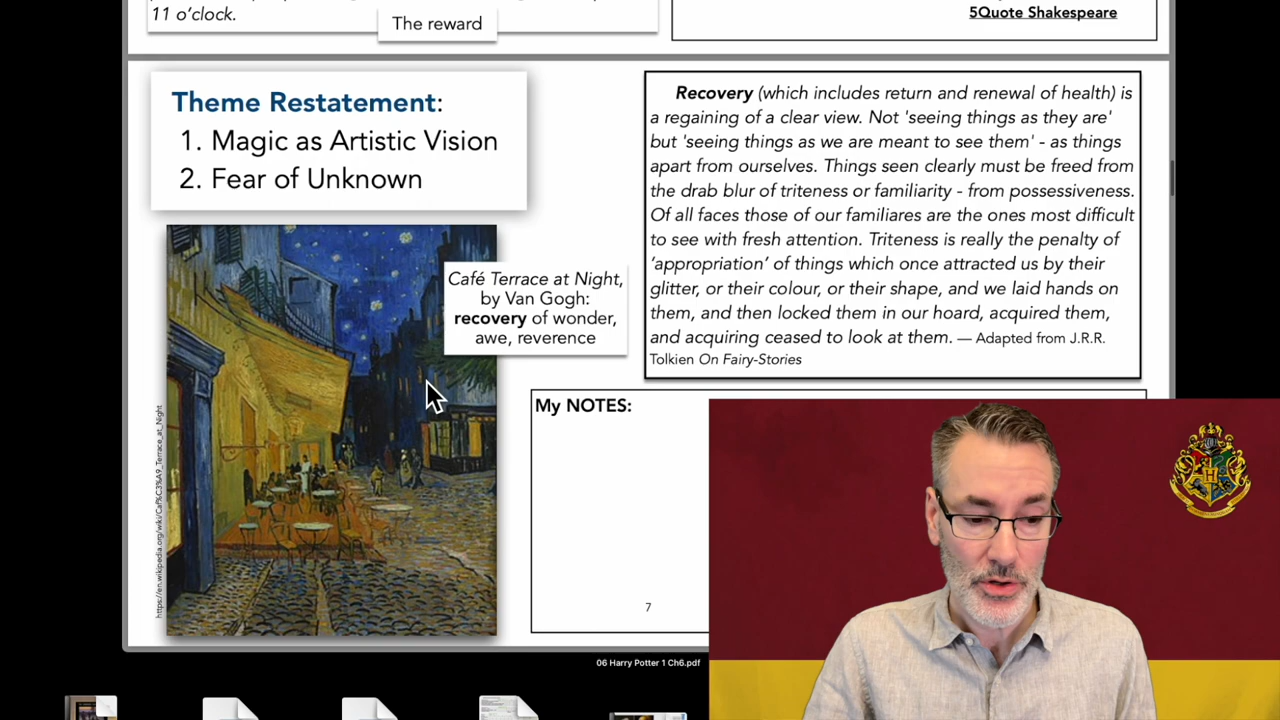 11 o’clock.
The reward
5Quote Shakespeare
Theme Restatement:
1. Magic as Artistic Vision
2. Fear of Unknown
Café Terrace at Night,
by Van Gogh:
recovery of wonder,
awe, reverence
https://en.wikipedia.org/wiki/Caf%C3%A9_Terrace_at_Night
Recovery (which includes return and renewal of health) is
a regaining of a clear view. Not 'seeing things as they are'
but 'seeing things as we are meant to see them' - as things
apart from ourselves. Things seen clearly must be freed from
the drab blur of triteness or familiarity - from possessiveness.
Of all faces those of our familiares are the ones most difficult
to see with fresh attention. Triteness is really the penalty of
‘appropriation’ of things which once attracted us by their
glitter, or their colour, or their shape, and we laid hands on
them, and then locked them in our hoard, acquired them,
and acquiring ceased to look at them. — Adapted from J.R.R.
Tolkien On Fairy-Stories
My NOTES:
7
06 Harry Potter 1 Ch6.pdf
H